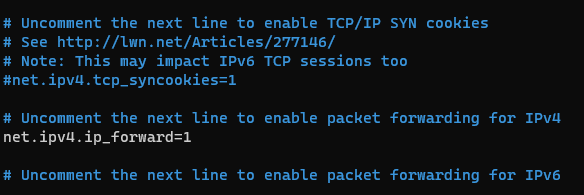 # Uncomment the next line to enable TCP/IP SYN cookies
# See http://lwn.net/Articles/277146/
# Note: This may impact IPv6 TCP sessions too
#net.ipv4.tcp_syncookies=1
# Uncomment the next line to enable packet forwarding for IPv4
net.ipv4.ip_forward=1
# Uncomment the next line to enable packet forwarding for IPv6